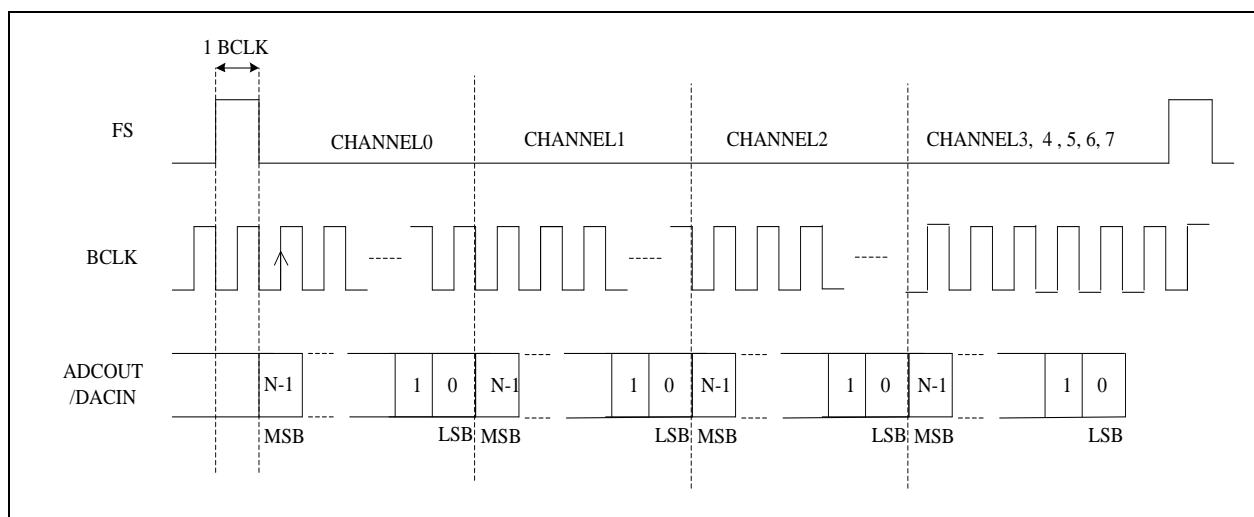 1 BCLK
FS
CHANNEL0
CHANNEL1
CHANNEL2
CHANNEL3, 4 , 5, 6, 7
BCLK
ADCOUT
/DACIN
N-1
1 0
N-1
1 0
N-1
1 0
N-1
1 0
MSB
LSB
MSB
LSB
MSB
LSB
MSB
LSB